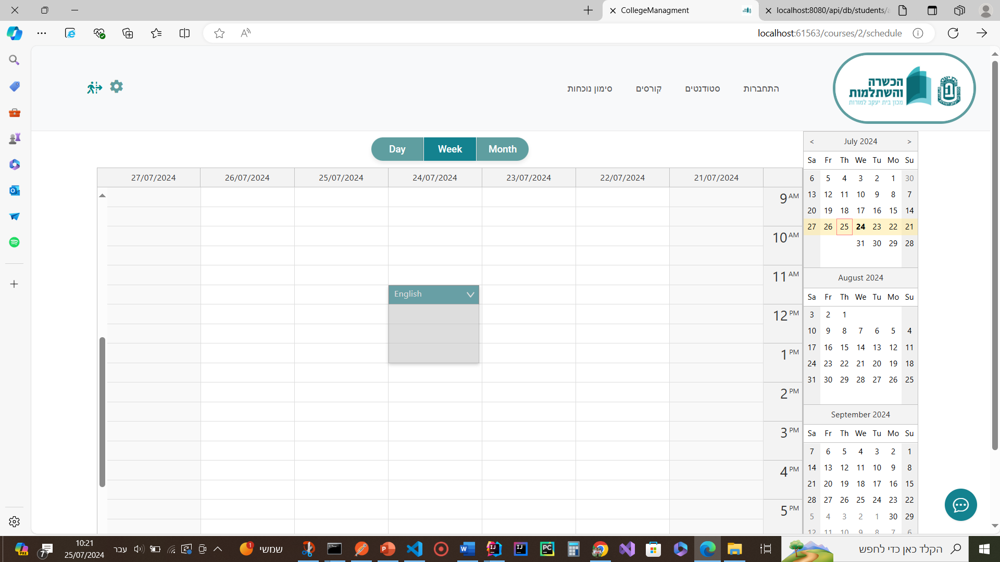 CollegeManagment
localhost:8080/api/db/students/a
localhost:61563/courses/2/schedule
התחברות
סטודנטים
קורסים
סימון נוכחות
הכשרה
והשתלמות
מכון בית יעקב למורות
Day Week Month
27/07/2024 26/07/2024 25/07/2024 24/07/2024 23/07/2024 22/07/2024 21/07/2024
9 AM
10 AM
11 AM
English
12 PM
1 PM
2 PM
3 PM
4 PM
5 PM
< July 2024 >
Sa Fr Th We Tu Mo Su
6 5 4 3 2 1 30
13 12 11 10 9 8 7
20 19 18 17 16 15 14
27 26 25 24 23 22 21
31 30 29 28
August 2024
Sa Fr Th We Tu Mo Su
3 2 1
10 9 8 7 6 5 4
17 16 15 14 13 12 11
24 23 22 21 20 19 18
31 30 29 28 27 26 25
September 2024
Sa Fr Th We Tu Mo Su
7 6 5 4 3 2 1
14 13 12 11 10 9 8
21 20 19 18 17 16 15
28 27 26 25 24 23 22
5 4 3 2 1 30 29
12 11 10 9 8 7 6
PRE
7
10:21
25/07/2024
עבר
1
שמשי
הקלד כאן כדי לחפש